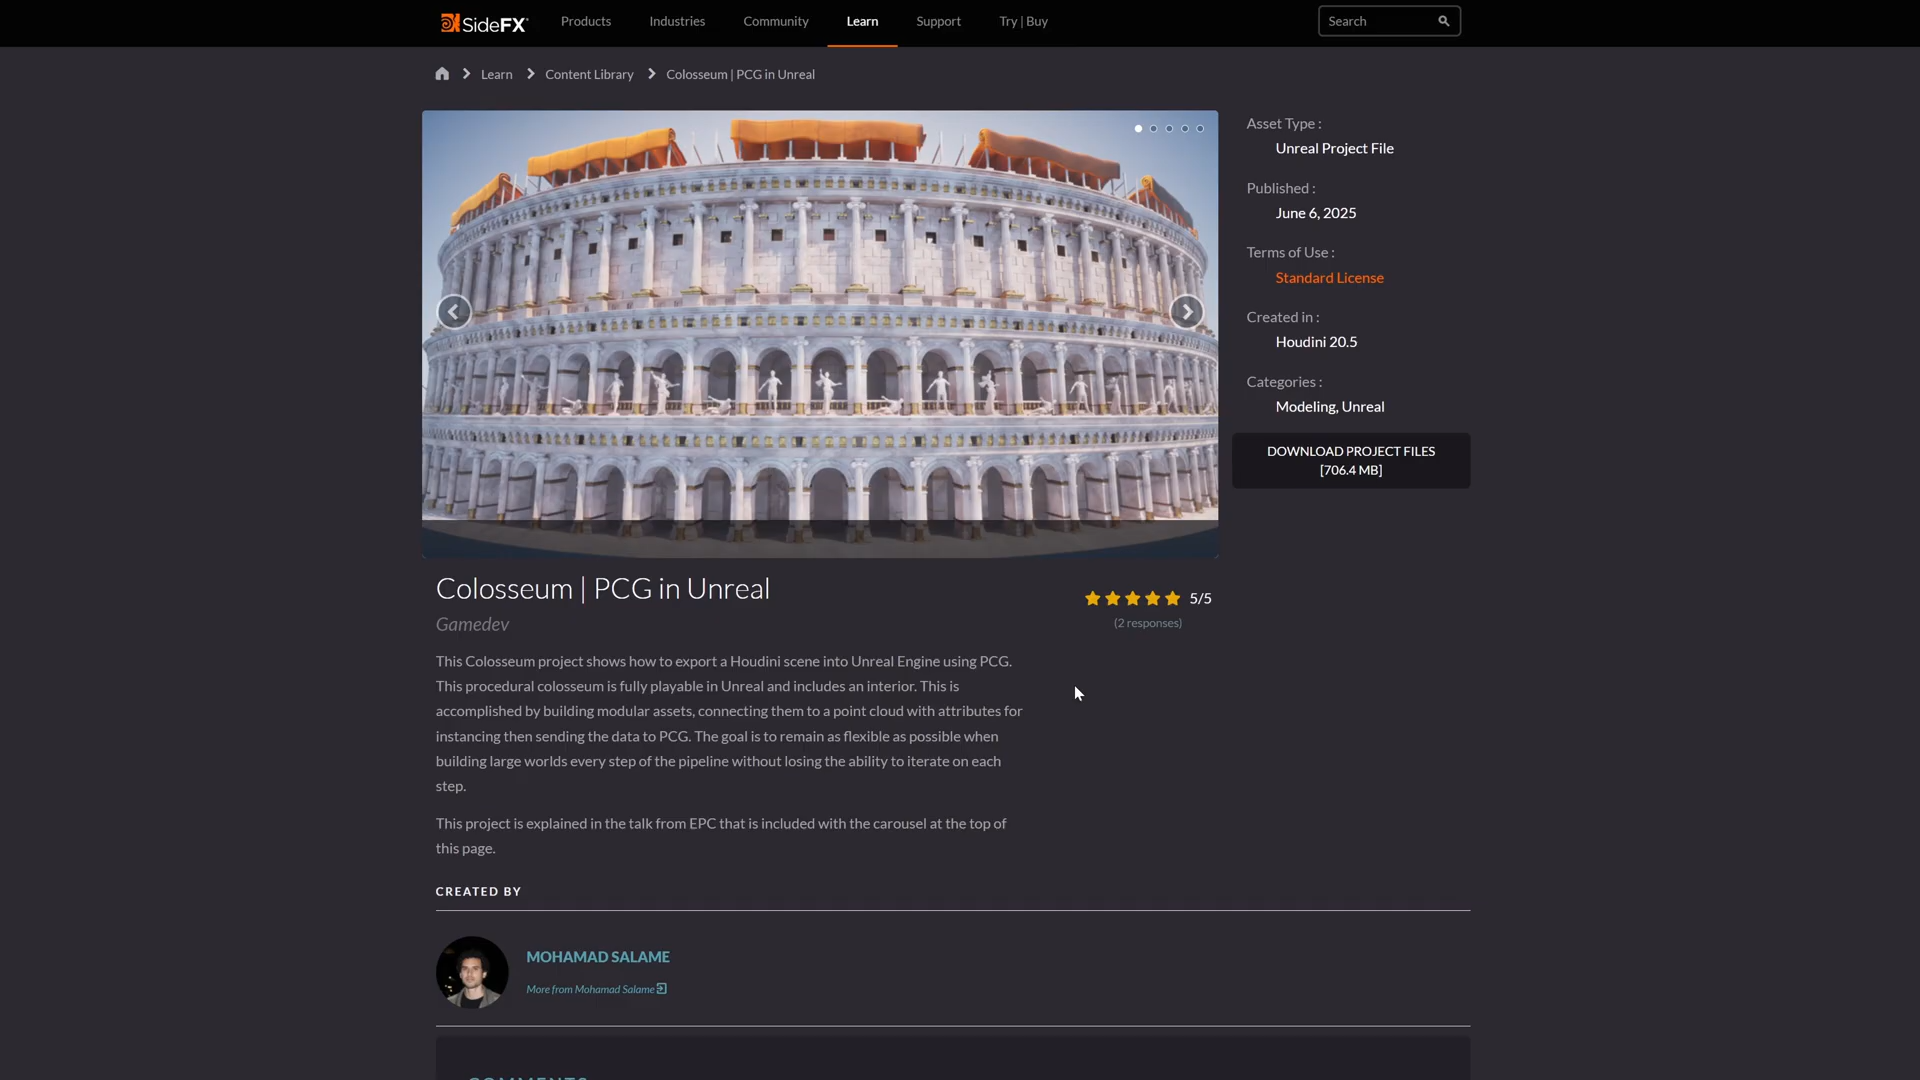 SideFX
Products Industries Community Learn Support Try | Buy
Search
Learn Content Library Colosseum | PCG in Unreal
Asset Type :
Unreal Project File
Published :
June 6, 2025
Terms of Use :
Standard License
Created in :
Houdini 20.5
Categories :
Modeling, Unreal
DOWNLOAD PROJECT FILES
[706.4 MB]
Colosseum | PCG in Unreal
5/5
Gamedev
(2 responses)
This Colosseum project shows how to export a Houdini scene into Unreal Engine using PCG.
This procedural colosseum is fully playable in Unreal and includes an interior. This is
accomplished by building modular assets, connecting them to a point cloud with attributes for
instancing then sending the data to PCG. The goal is to remain as flexible as possible when
building large worlds every step of the pipeline without losing the ability to iterate on each
step.
This project is explained in the talk from EPC that is included with the carousel at the top of
this page.
CREATED BY
MOHAMAD SALAME
More from Mohamad Salame
COMMENTS